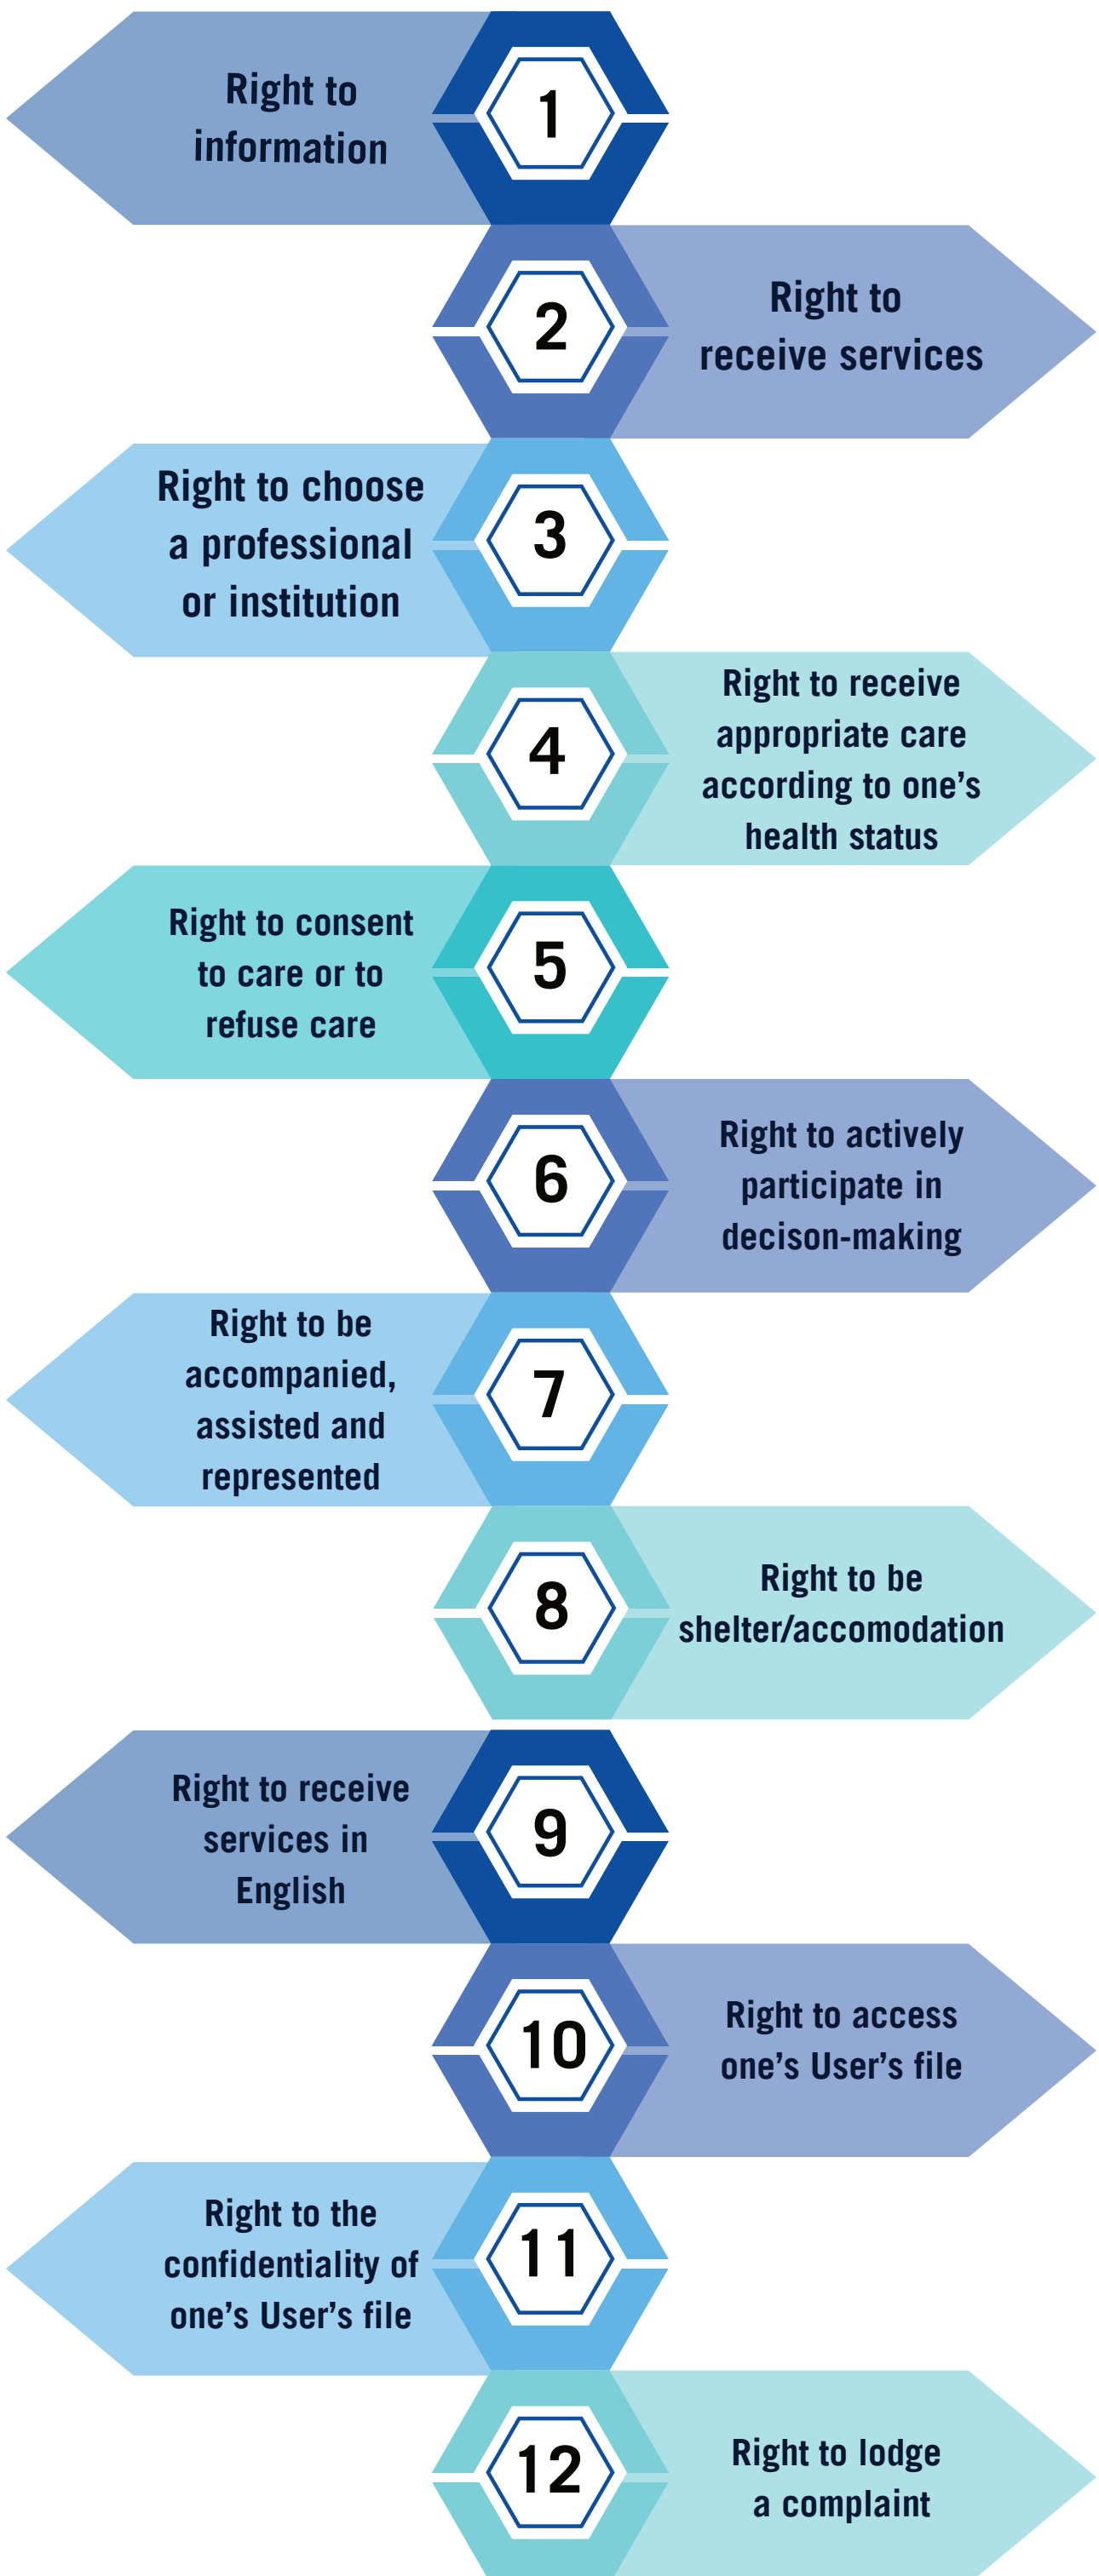 1
Right to
information
2
Right to
receive services
3
Right to choose
a professional
or institution
4
Right to receive
appropriate care
according to one’s
health status
5
Right to consent
to care or to
refuse care
6
Right to actively
participate in
decison-making
7
Right to be
accompanied,
assisted and
represented
8
Right to be
shelter/accomodation
9
Right to receive
services in
English
10
Right to access
one’s User’s file
11
Right to the
confidentiality of
one’s User’s file
12
Right to lodge
a complaint